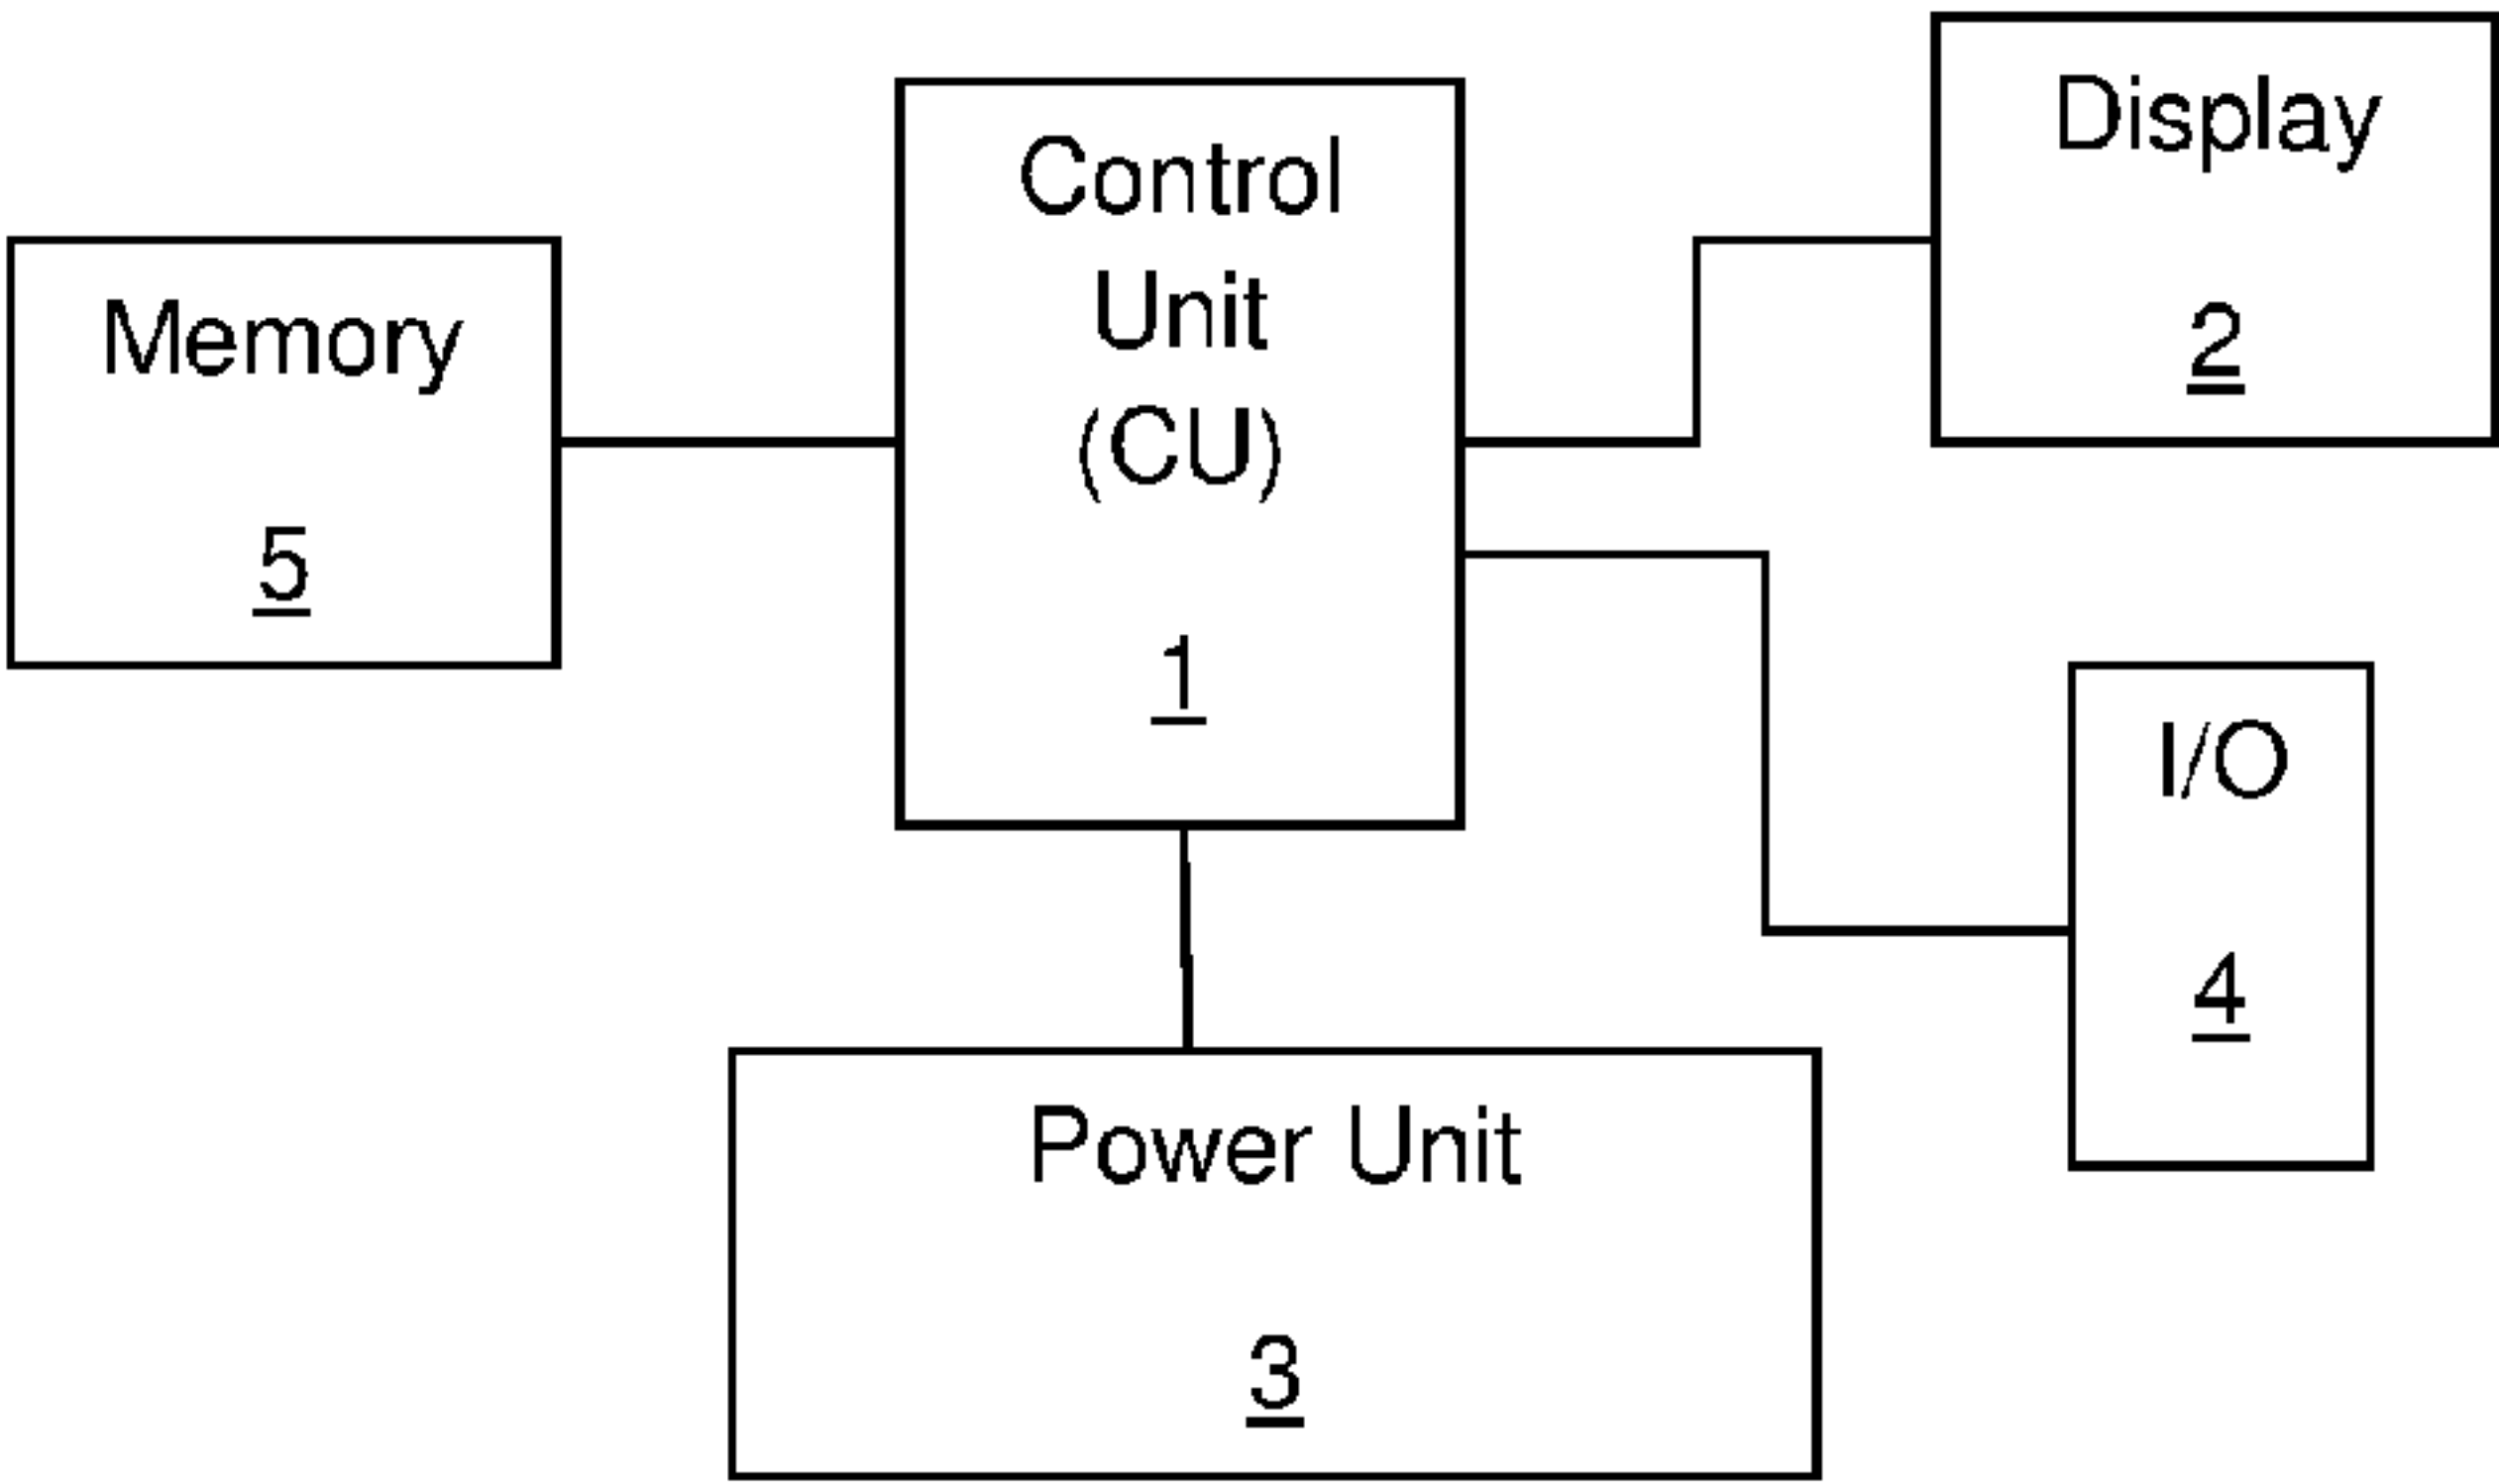 Memory
5
Control
Unit
(CU)
1
Display
2
I/O
4
Power Unit
3